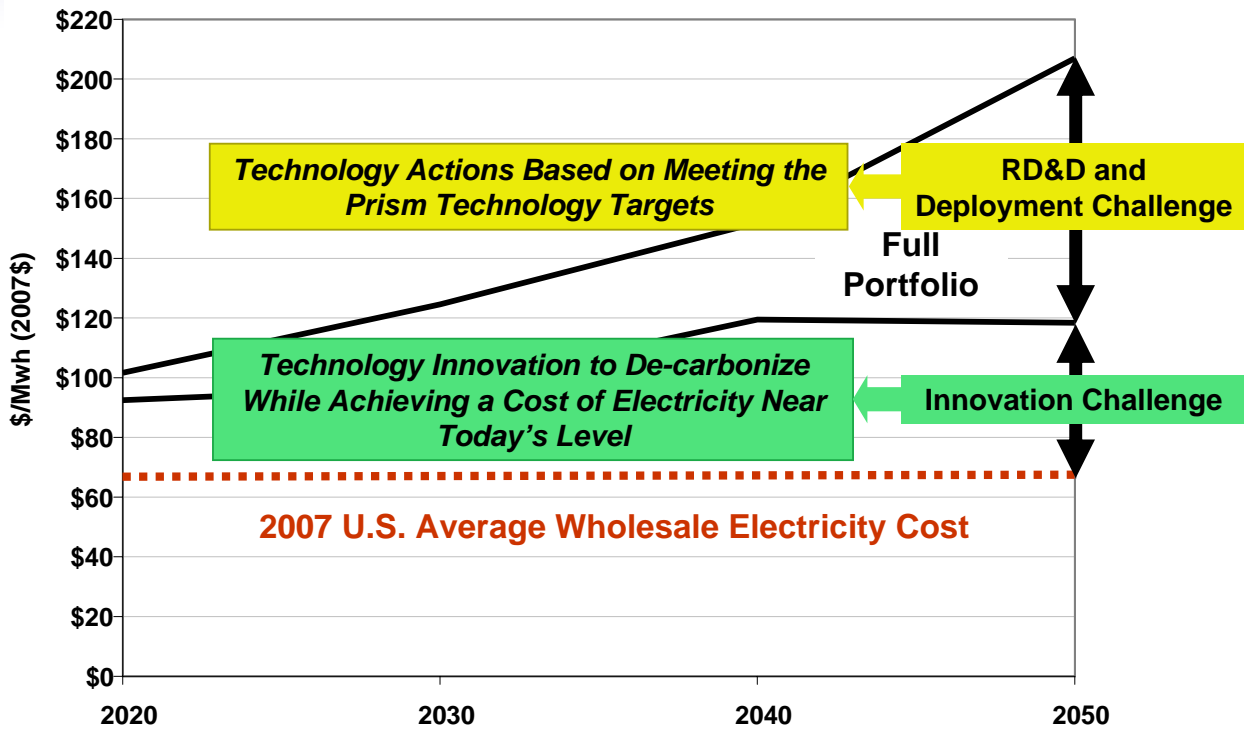 $220
$200
$180
$160
$140
$120
$100
$80
$60
$40
$20
$0
$/Mwh (2007$)
Technology Actions Based on Meeting the
Prism Technology Targets
RD&D and
Deployment Challenge
Full
Portfolio
Technology Innovation to De-carbonize
While Achieving a Cost of Electricity Near
Today's Level
Innovation Challenge
2007 U.S. Average Wholesale Electricity Cost
2020
2030
2040
2050